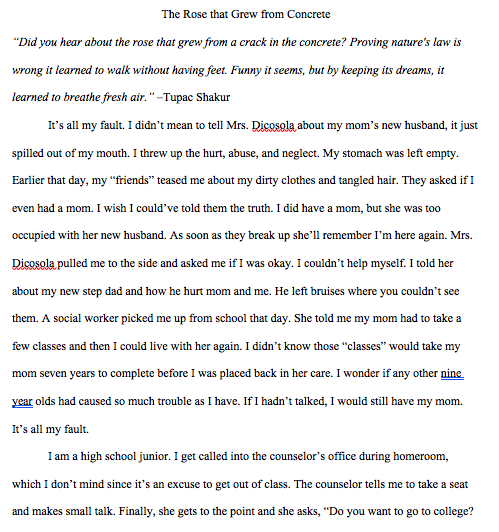 The Rose that Grew from Concrete
“Did you hear about the rose that grew from a crack in the concrete? Proving nature's law is
wrong it learned to walk without having feet. Funny it seems, but by keeping its dreams, it
learned to breathe fresh air.” –Tupac Shakur
It’s all my fault. I didn’t mean to tell Mrs. Dicosola about my mom’s new husband, it just
spilled out of my mouth. I threw up the hurt, abuse, and neglect. My stomach was left empty.
Earlier that day, my “friends” teased me about my dirty clothes and tangled hair. They asked if I
even had a mom. I wish I could’ve told them the truth. I did have a mom, but she was too
occupied with her new husband. As soon as they break up she’ll remember I’m here again. Mrs.
Dicosola pulled me to the side and asked me if I was okay. I couldn’t help myself. I told her
about my new step dad and how he hurt mom and me. He left bruises where you couldn’t see
them. A social worker picked me up from school that day. She told me my mom had to take a
few classes and then I could live with her again. I didn’t know those “classes” would take my
mom seven years to complete before I was placed back in her care. I wonder if any other nine
year olds had caused so much trouble as I have. If I hadn’t talked, I would still have my mom.
It’s all my fault.
I am a high school junior. I get called into the counselor’s office during homeroom,
which I don’t mind since it’s an excuse to get out of class. The counselor tells me to take a seat
and makes small talk. Finally, she gets to the point and she asks, “Do you want to go to college?